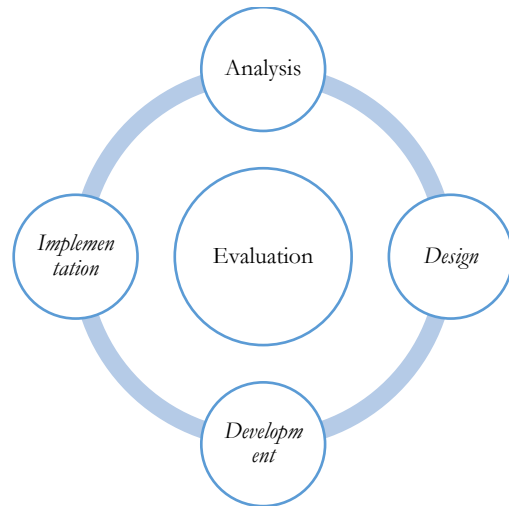 Analysis
Implemen
tation
Evaluation
Design
Developm
ent